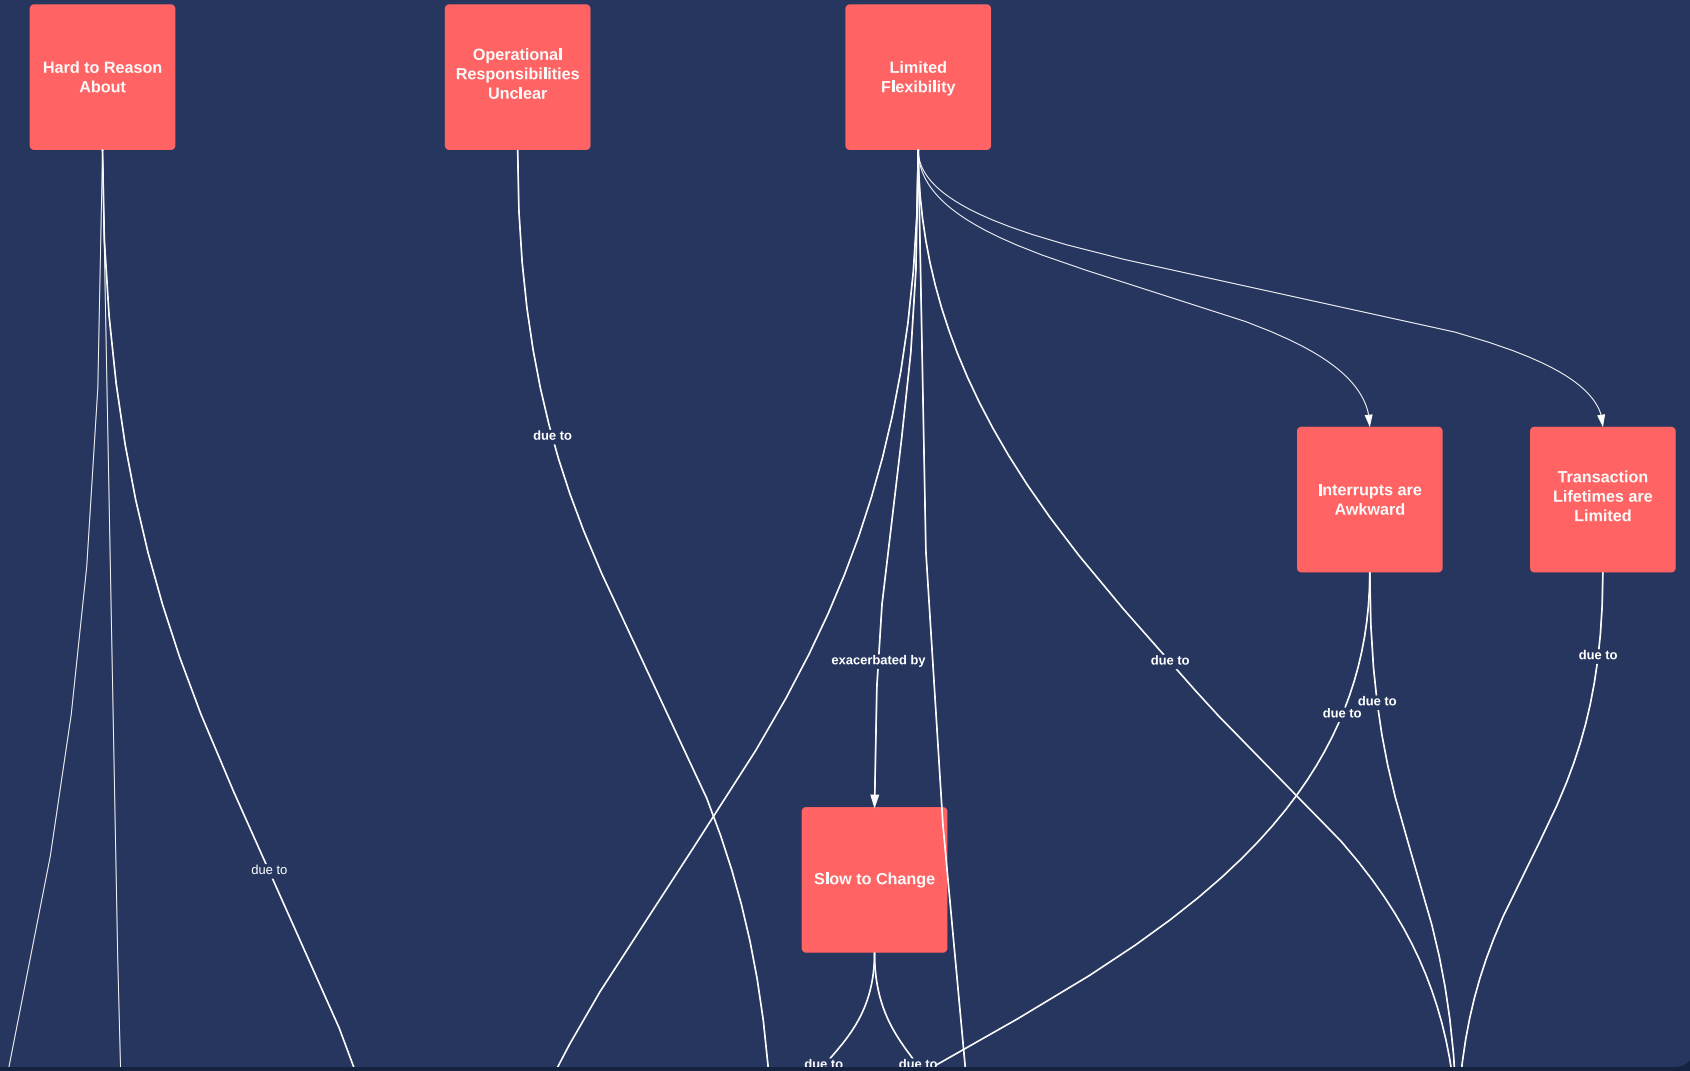 Hard to Reason
About
Operational
Responsibilities
Unclear
Limited
Flexibility
due to
Interrupts are
Awkward
Transaction
Lifetimes are
Limited
exacerbated by
due to
due to
due to
due to
Slow to Change
due to
due to
due to